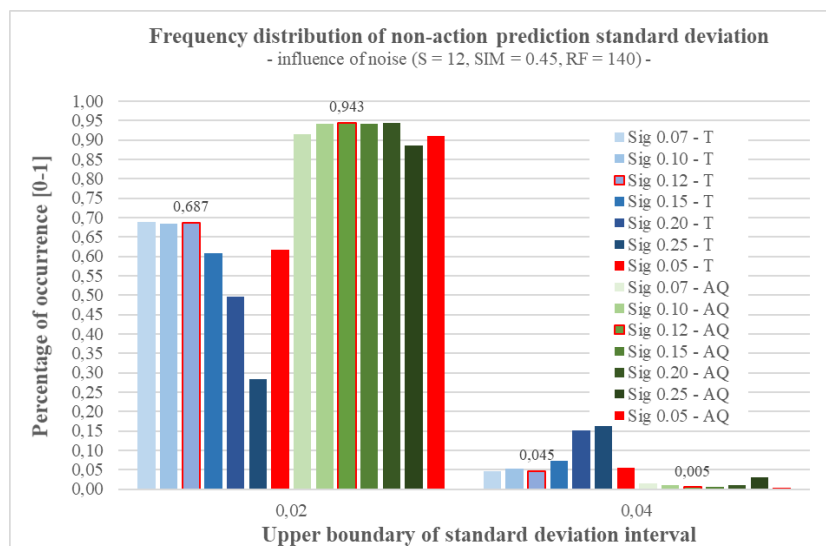 Frequency distribution of non-action prediction standard deviation
- influence of noise (S = 12, SIM = 0.45, RF = 140) -
Percentage of occurrence [0-1]
1,00
0,95
0,90
0,85
0,80
0,75
0,70
0,65
0,60
0,55
0,50
0,45
0,40
0,35
0,30
0,25
0,20
0,15
0,10
0,05
0,00
0,687
0,943
0,045
0,005
Sig 0.07 - T
Sig 0.10 - T
Sig 0.12 - T
Sig 0.15 - T
Sig 0.20 - T
Sig 0.25 - T
Sig 0.05 - T
Sig 0.07 - AQ
Sig 0.10 - AQ
Sig 0.12 - AQ
Sig 0.15 - AQ
Sig 0.20 - AQ
Sig 0.25 - AQ
Sig 0.05 - AQ
0,02
0,04
Upper boundary of standard deviation interval